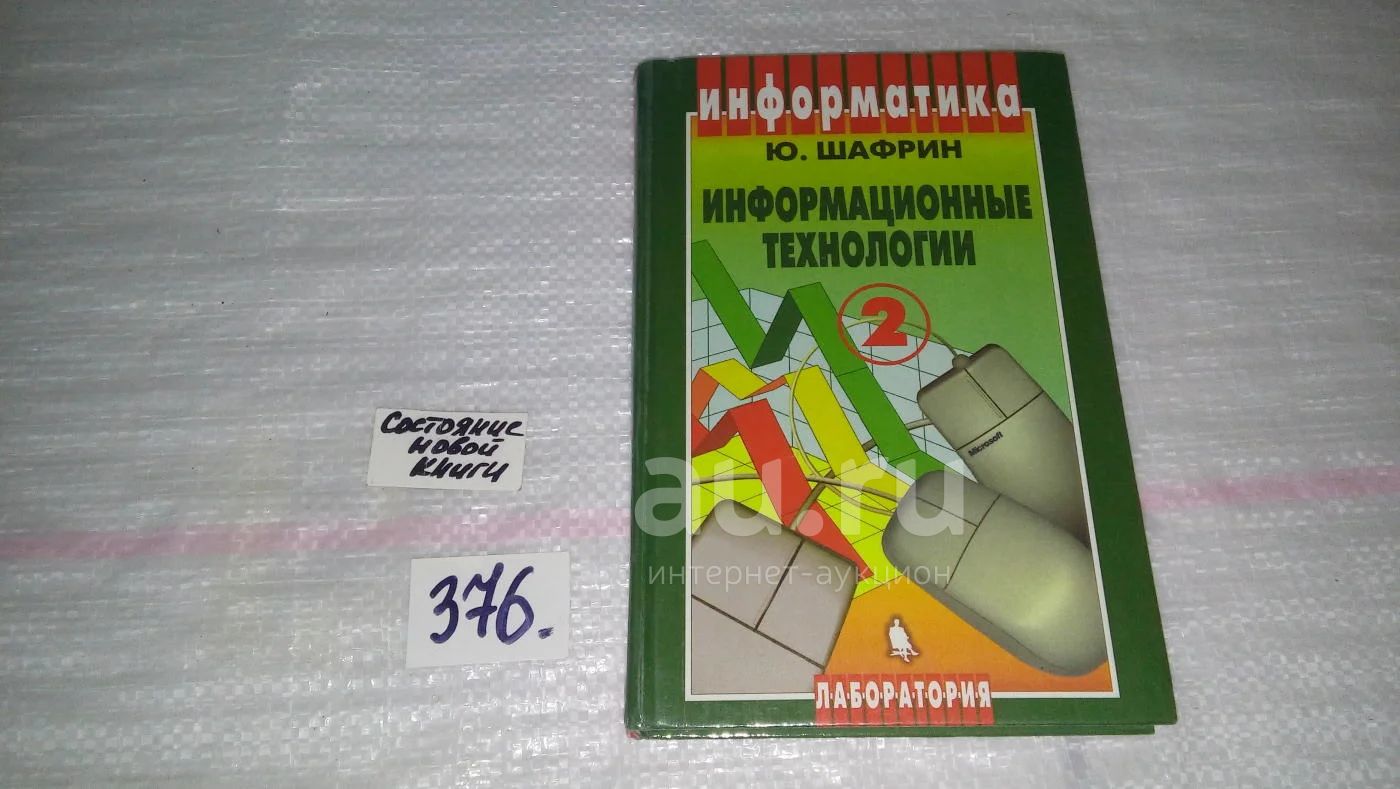 информатика
Ю. ШАФРИН
ИНФОРМАЦИОННЫЕ
ТЕХНОЛОГИИ
2
Microsoft
ЛАБОРАТОРИЯ
Состояние
новой
книги
376.
au.ru
интернет-аукцион